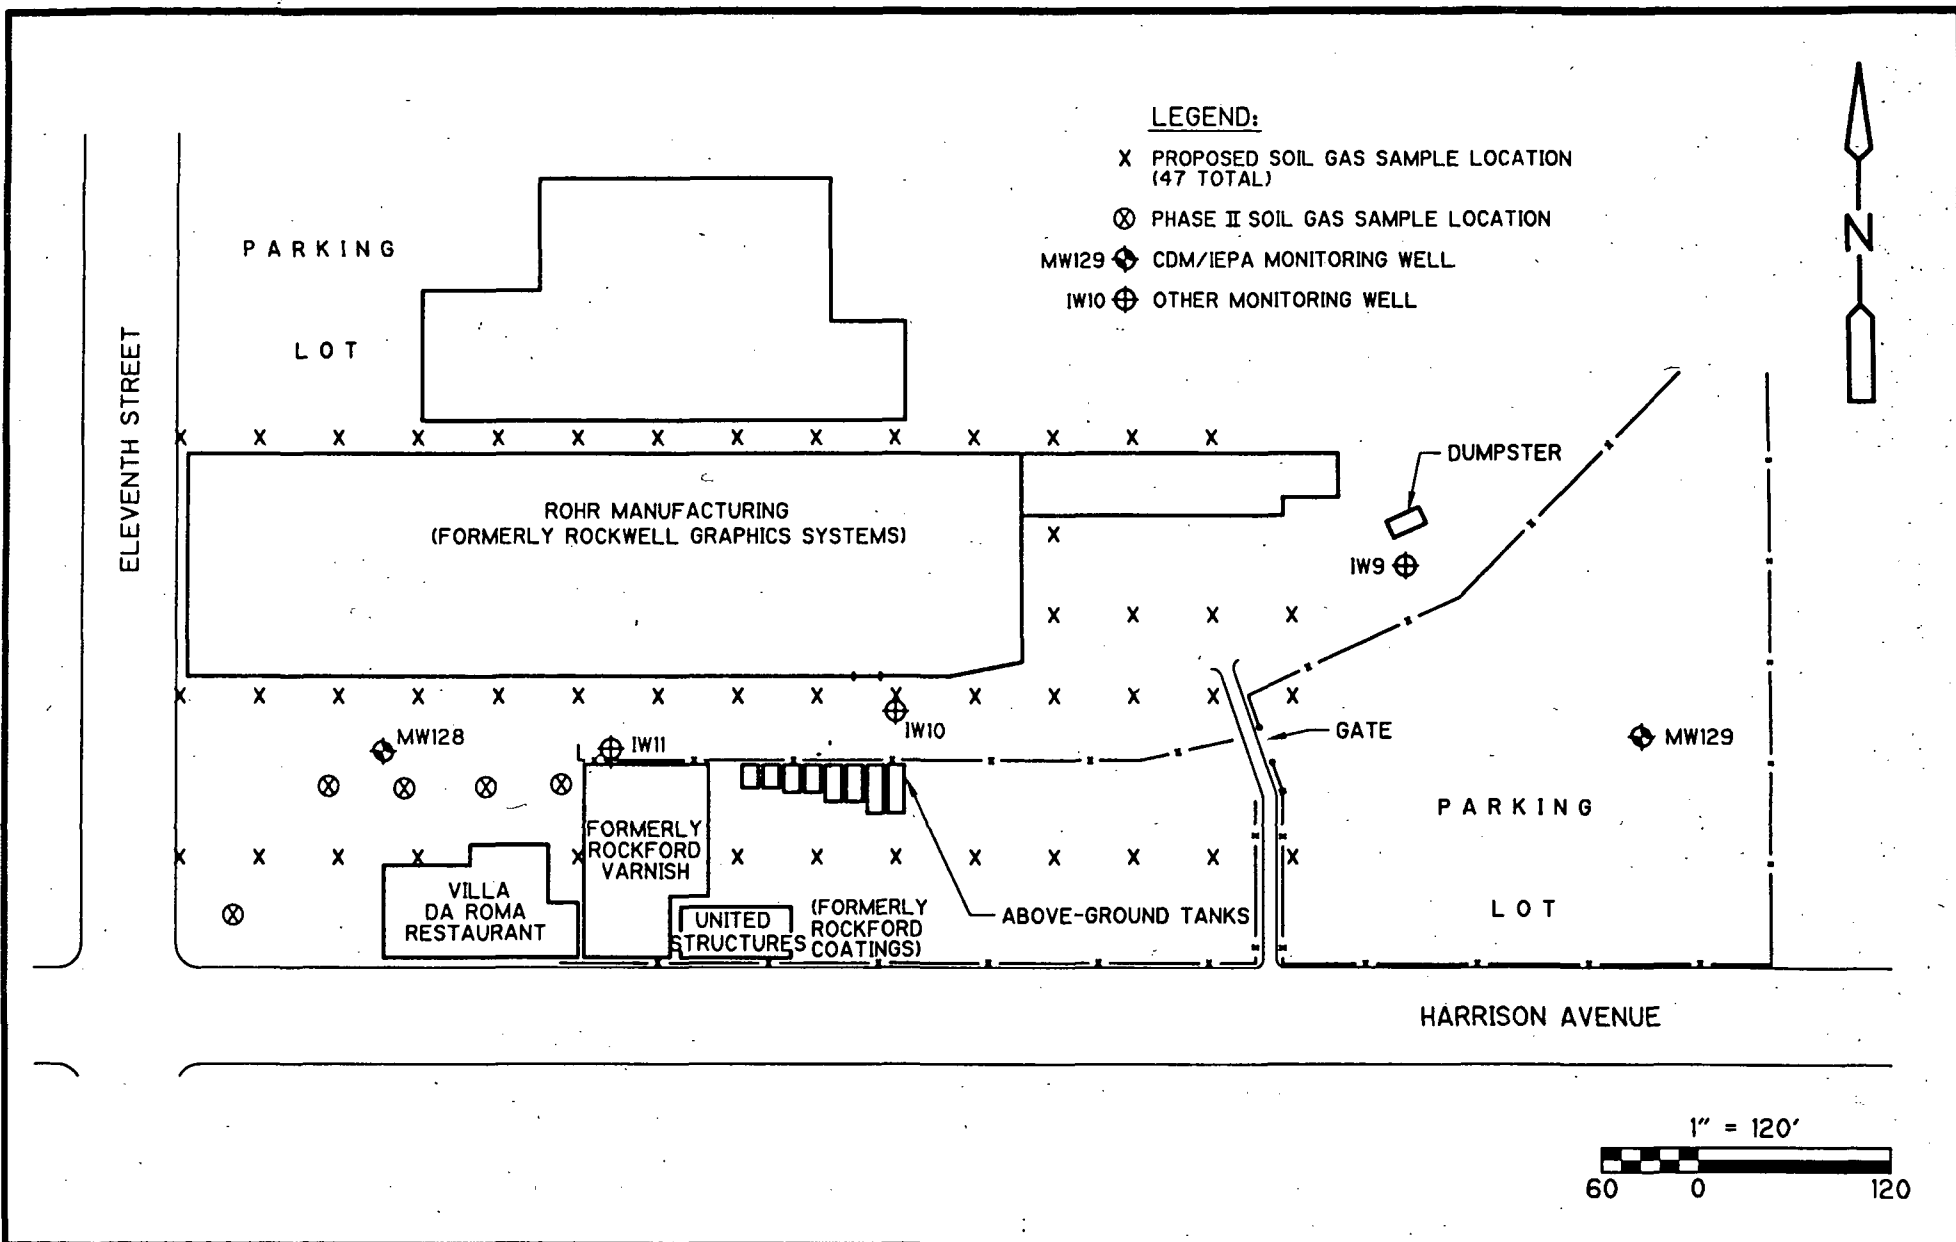 LEGEND:
X PROPOSED SOIL GAS SAMPLE LOCATION
(47 TOTAL)
PHASE II SOIL GAS SAMPLE LOCATION
MW129 CDM/IEPA MONITORING WELL
IW10 OTHER MONITORING WELL
N
PARKING
LOT
ELEVENTH STREET
DUMPSTER
ROHR MANUFACTURING
(FORMERLY ROCKWELL GRAPHICS SYSTEMS)
IW9
IW10
MW128
IW11
GATE
MW129
PARKING
LOT
FORMERLY
ROCKFORD
VARNISH
VILLA
DA ROMA
RESTAURANT
UNITED
STRUCTURES
(FORMERLY
ROCKFORD
COATINGS)
ABOVE-GROUND TANKS
HARRISON AVENUE
1" = 120'
60 0 120